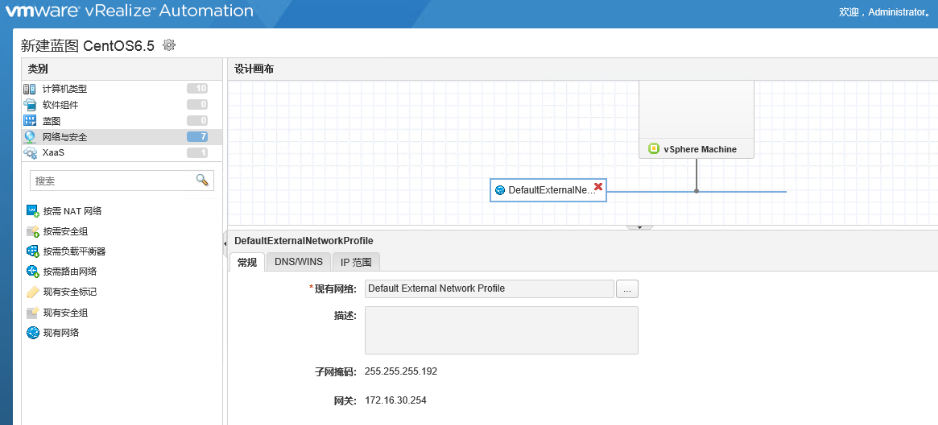 vmware vRealize Automation
欢迎，Administrator。
新建蓝图 CentOS6.5
类别
计算机类型 10
软件组件 0
蓝图 0
网络与安全 7
XaaS 1
搜索
按需 NAT 网络
按需安全组
按需负载平衡器
按需路由网络
现有安全标记
现有安全组
现有网络
设计画布
vSphere Machine
DefaultExternalNe...
DefaultExternalNetworkProfile
常规 DNS/WINS IP 范围
*现有网络: Default External Network Profile ...
描述:
子网掩码: 255.255.255.192
网关: 172.16.30.254